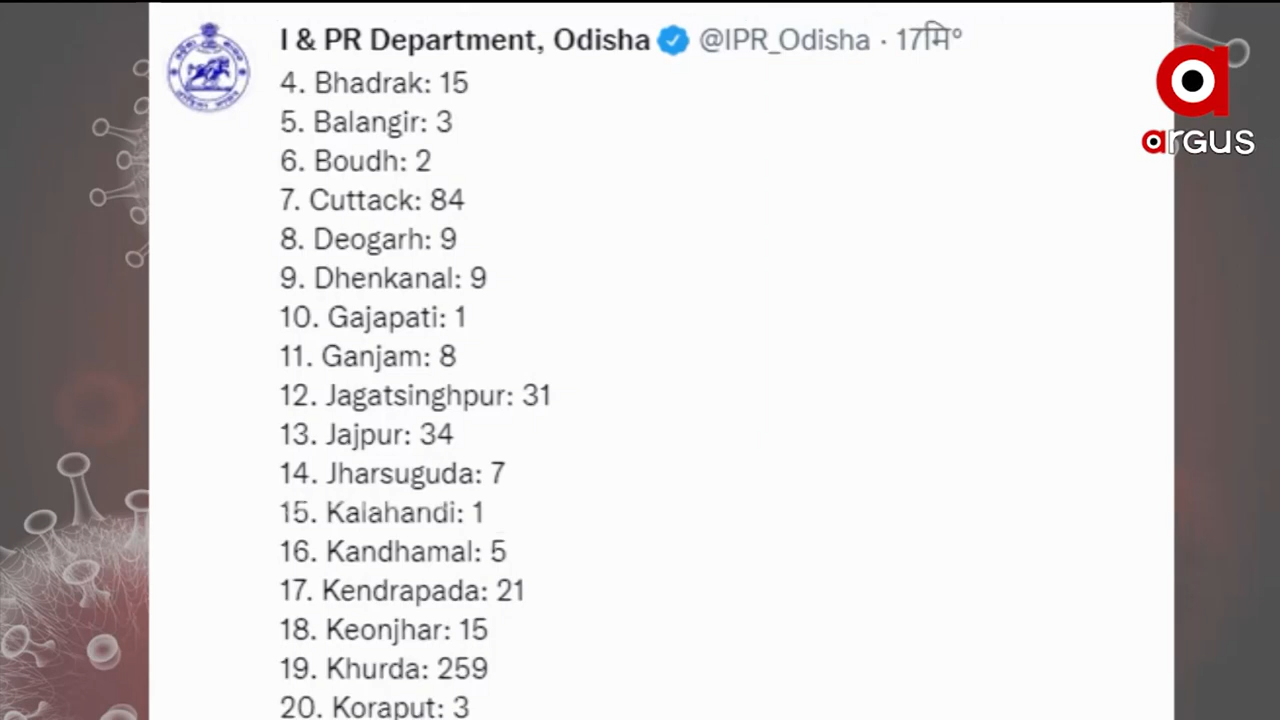 I & PR Department, Odisha @IPR_Odisha · 17मि°
4. Bhadrak: 15
5. Balangir: 3
6. Boudh: 2
7. Cuttack: 84
8. Deogarh: 9
9. Dhenkanal: 9
10. Gajapati: 1
11. Ganjam: 8
12. Jagatsinghpur: 31
13. Jajpur: 34
14. Jharsuguda: 7
15. Kalahandi: 1
16. Kandhamal: 5
17. Kendrapada: 21
18. Keonjhar: 15
19. Khurda: 259
20. Koraput: 3
argus